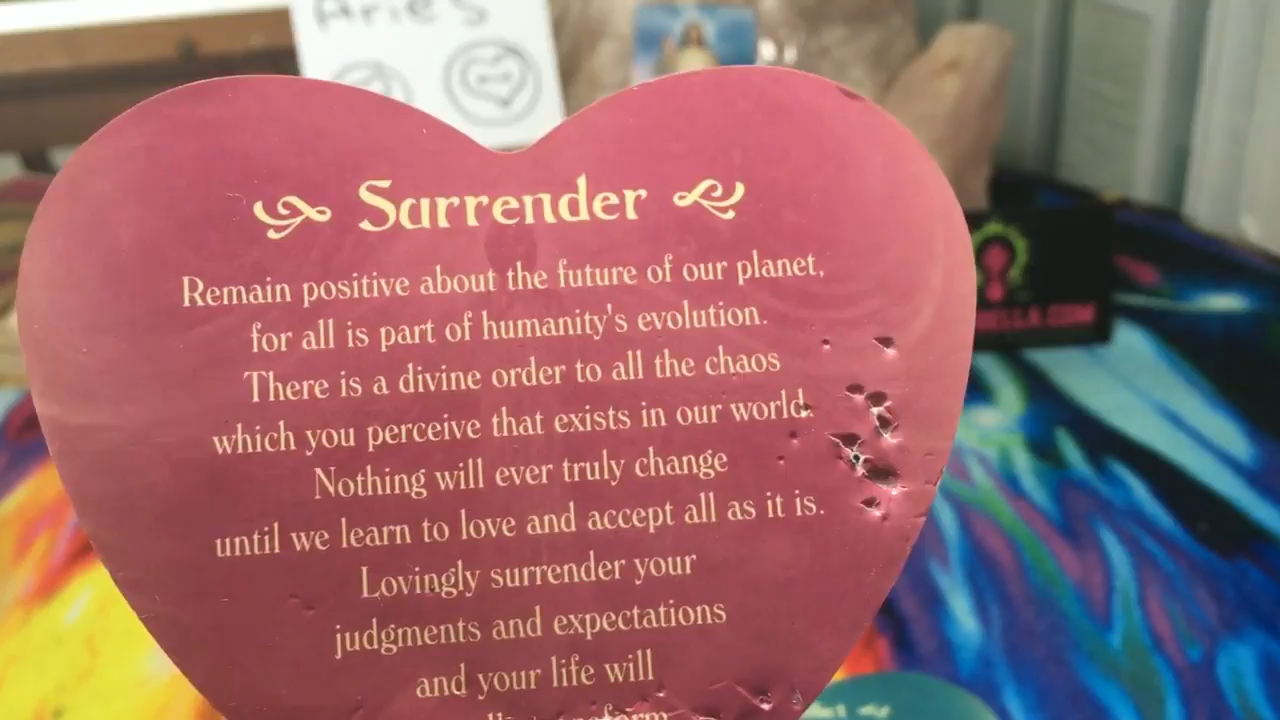 Aries
Surrender
Remain positive about the future of our planet,
for all is part of humanity's evolution.
There is a divine order to all the chaos
which you perceive that exists in our world.
Nothing will ever truly change
until we learn to love and accept all as it is.
Lovingly surrender your
judgments and expectations
and your life will